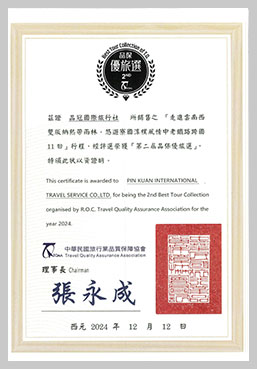 Best Tour Collection of T.Q.
品保
優旅選
2ND
茲證 品冠國際旅行社 所銷售之 「走進雲南西
雙版納熱帶雨林、悠遊寮國淳樸風情中老鐵路跨國
11日」行程,經評選榮獲「第二屆品保優旅選」,
特頒此狀以資證明。
This certificate is awarded to PIN KUAN INTERNATIONAL
TRAVEL SERVICE CO.,LTD. for being the 2nd Best Tour Collection
organised by R.O.C. Travel Quality Assurance Association for the
year 2024.
中華民國旅行業品質保障協會
Travel Quality Assurance Association
理事長 Chairman
張永成
西元 2024 年 12 月 12 日